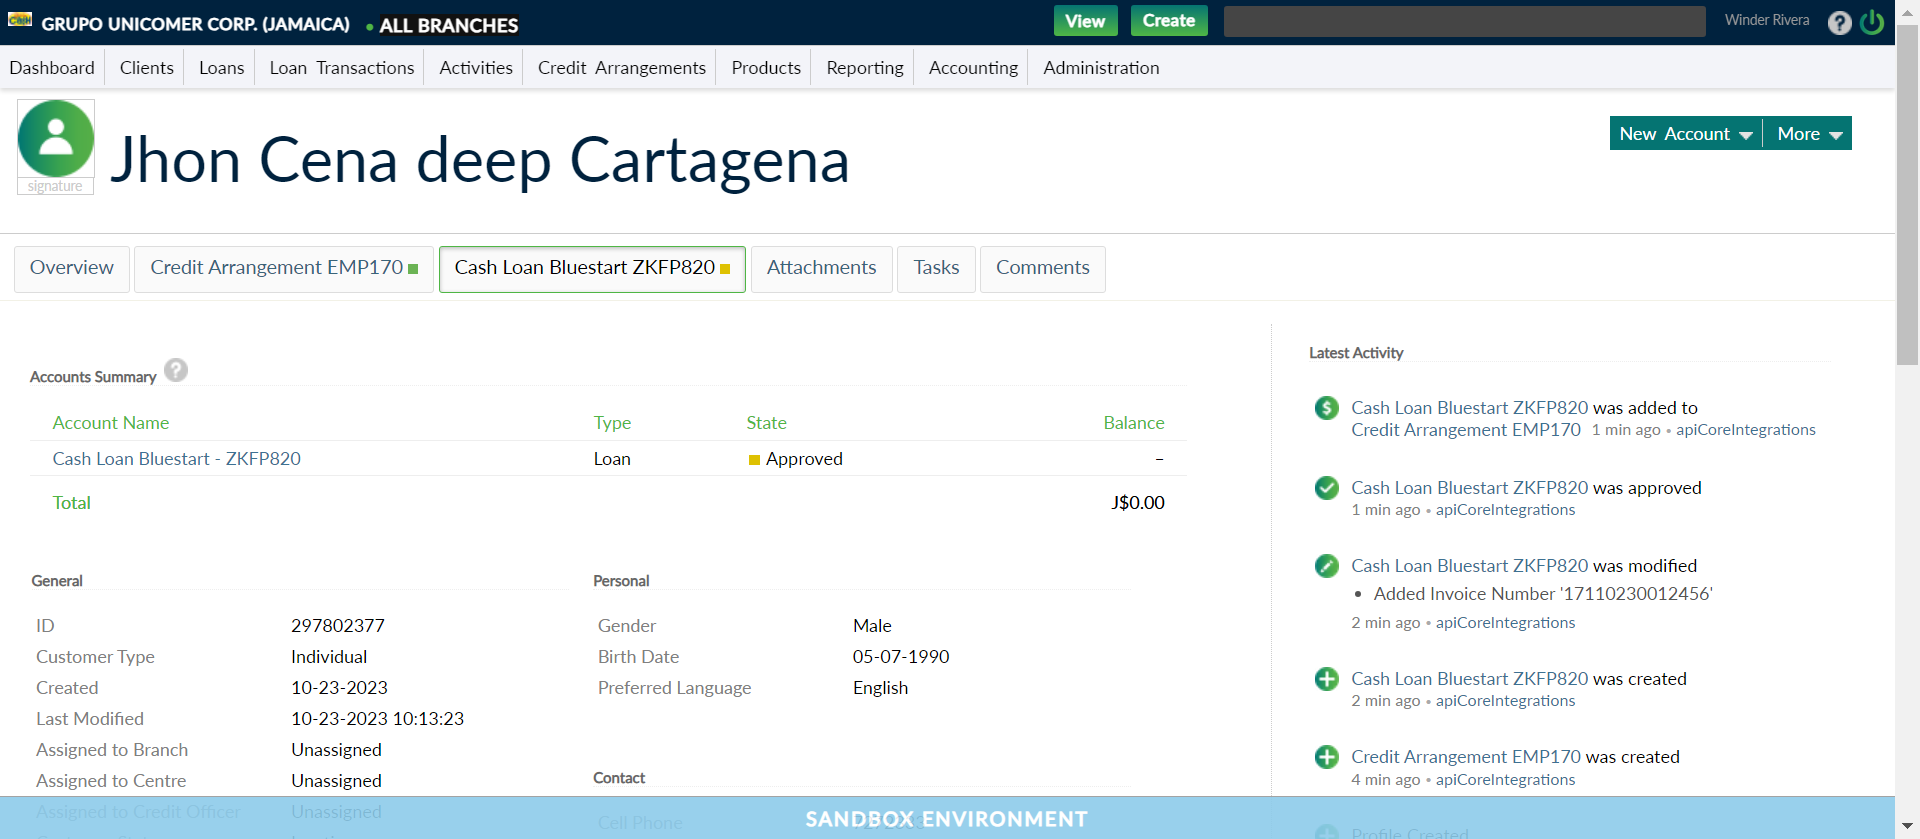 GRUPO UNICOMER CORP. (JAMAICA) • ALL BRANCHES View Create Winder Rivera ?
Dashboard Clients Loans Loan Transactions Activities Credit Arrangements Products Reporting Accounting Administration
Jhon Cena deep Cartagena
signature
New Account More
Overview Credit Arrangement EMP170 Cash Loan Bluestart ZKFP820 Attachments Tasks Comments
Accounts Summary ?
Account Name Type State Balance
Cash Loan Bluestart - ZKFP820 Loan Approved –
Total J$0.00
General
ID 297802377
Customer Type Individual
Created 10-23-2023
Last Modified 10-23-2023 10:13:23
Assigned to Branch Unassigned
Assigned to Centre Unassigned
Assigned to Credit Officer Unassigned
Personal
Gender Male
Birth Date 05-07-1990
Preferred Language English
Contact
Cell Phone
Latest Activity
Cash Loan Bluestart ZKFP820 was added to
Credit Arrangement EMP170 1 min ago • apiCoreIntegrations
Cash Loan Bluestart ZKFP820 was approved
1 min ago • apiCoreIntegrations
Cash Loan Bluestart ZKFP820 was modified
• Added Invoice Number '17110230012456'
2 min ago • apiCoreIntegrations
Cash Loan Bluestart ZKFP820 was created
2 min ago • apiCoreIntegrations
Credit Arrangement EMP170 was created
4 min ago • apiCoreIntegrations
Profile Created
SANDBOX ENVIRONMENT